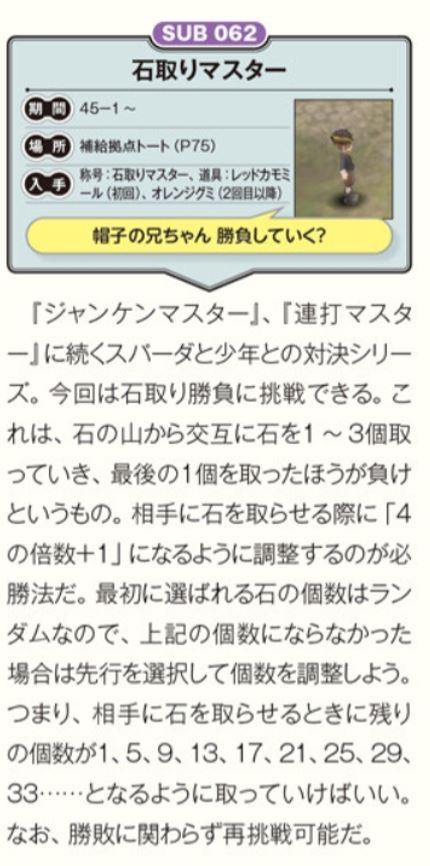 SUB 062
石取りマスター
期間 45－1～
場所 補給拠点トート（P75）
入手 称号：石取りマスター、道具：レッドカモミ
ール（初回）、オレンジグミ（2回目以降）
帽子の兄ちゃん 勝負していく？
『ジャンケンマスター』、『連打マスタ
ー』に続くスパーダと少年との対決シリー
ズ。今回は石取り勝負に挑戦できる。こ
れは、石の山から交互に石を1～3個取
っていき、最後の1個を取ったほうが負け
というもの。相手に石を取らせる際に「4
の倍数＋1」になるように調整するのが必
勝法だ。最初に選ばれる石の個数はラン
ダムなので、上記の個数にならなかった
場合は先行を選択して個数を調整しよう。
つまり、相手に石を取らせるときに残り
の個数が1、5、9、13、17、21、25、29、
33……となるように取っていけばいい。
なお、勝敗に関わらず再挑戦可能だ。